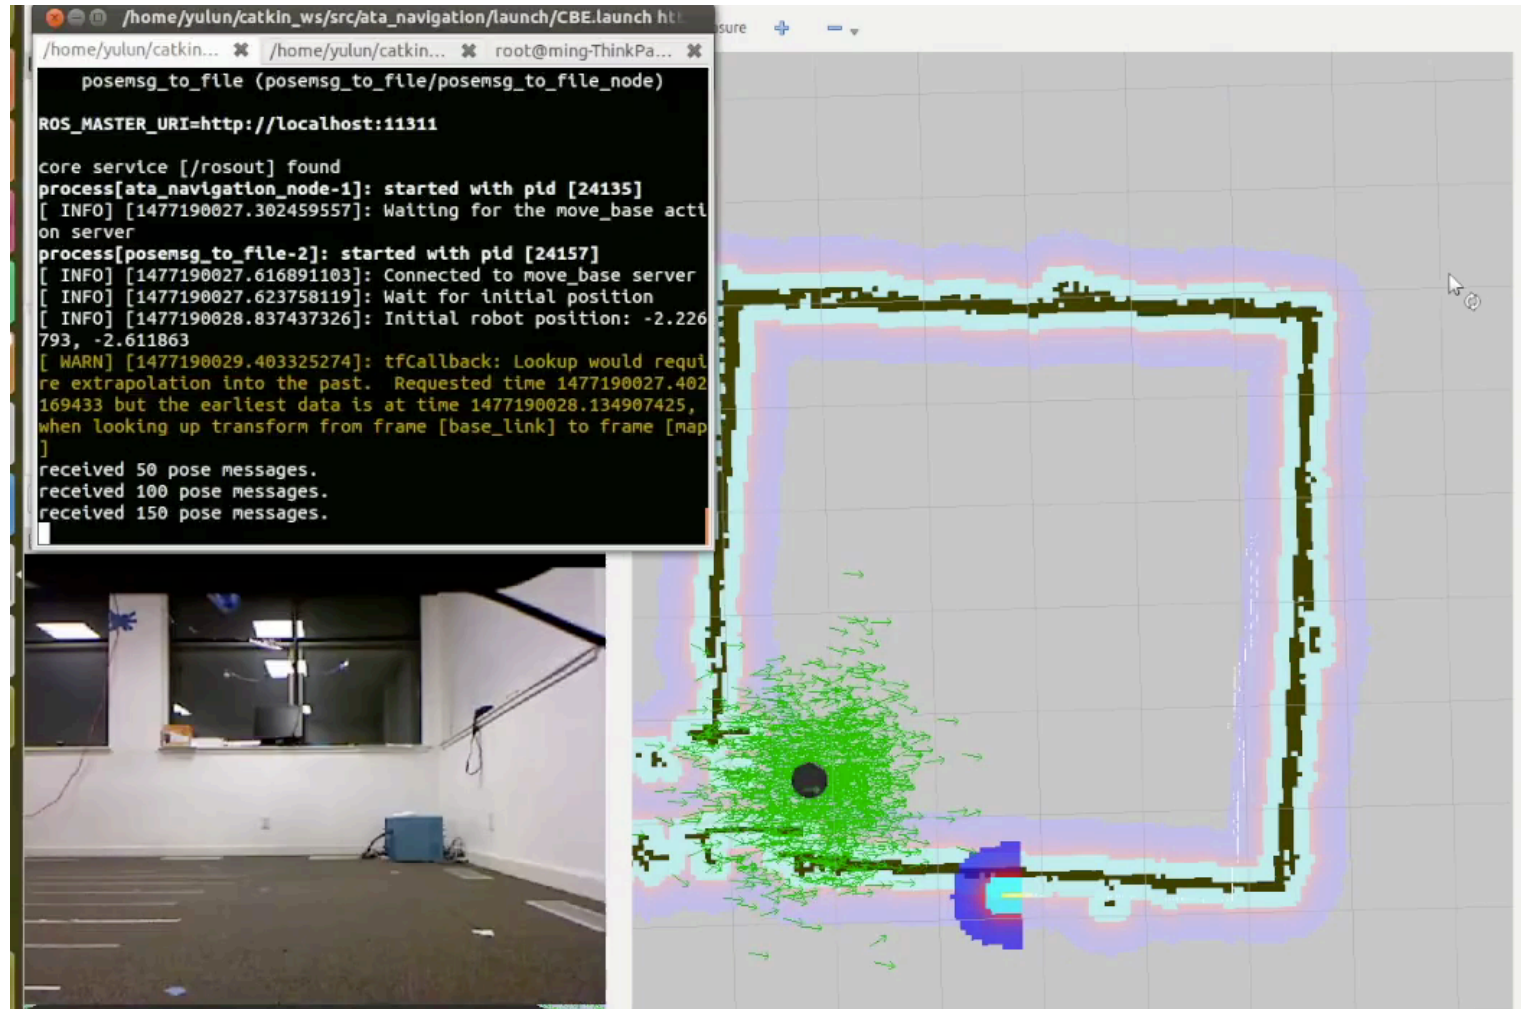 /home/yulun/catkin_ws/src/ata_navigation/launch/CBE.launch
sure
/home/yulun/catkin... /home/yulun/catkin... root@ming-ThinkPa...
posemsg_to_file (posemsg_to_file/posemsg_to_file_node)
ROS_MASTER_URI=http://localhost:11311
core service [/rosout] found
process[ata_navigation_node-1]: started with pid [24135]
[ INFO] [1477190027.302459557]: Waiting for the move_base acti
on server
process[posemsg_to_file-2]: started with pid [24157]
[ INFO] [1477190027.616891103]: Connected to move_base server
[ INFO] [1477190027.623758119]: Wait for initial position
[ INFO] [1477190028.837437326]: Initial robot position: -2.226
793, -2.611863
[ WARN] [1477190029.403325274]: tfCallback: Lookup would requi
re extrapolation into the past.  Requested time 1477190027.402
169433 but the earliest data is at time 1477190028.134907425,
when looking up transform from frame [base_link] to frame [map
]
received 50 pose messages.
received 100 pose messages.
received 150 pose messages.